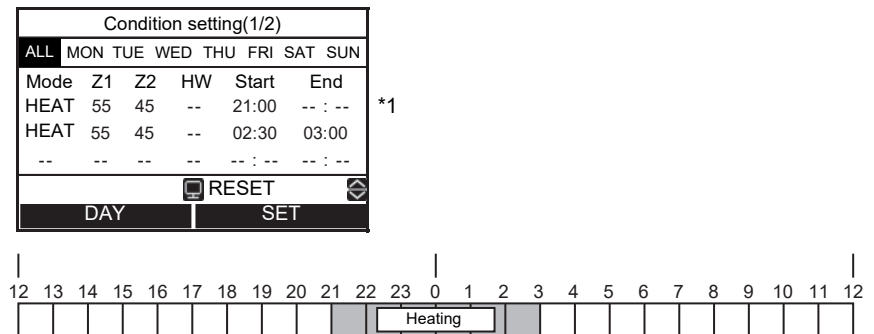 Condition setting(1/2)
ALL MON TUE WED THU FRI SAT SUN
Mode Z1 Z2 HW Start End
HEAT 55 45 -- 21:00 -- : -- *1
HEAT 55 45 -- 02:30 03:00
-- -- -- -- -- : -- -- : --
RESET
DAY SET
12 13 14 15 16 17 18 19 20 21 22 23 0 1 2 3 4 5 6 7 8 9 10 11 12
Heating